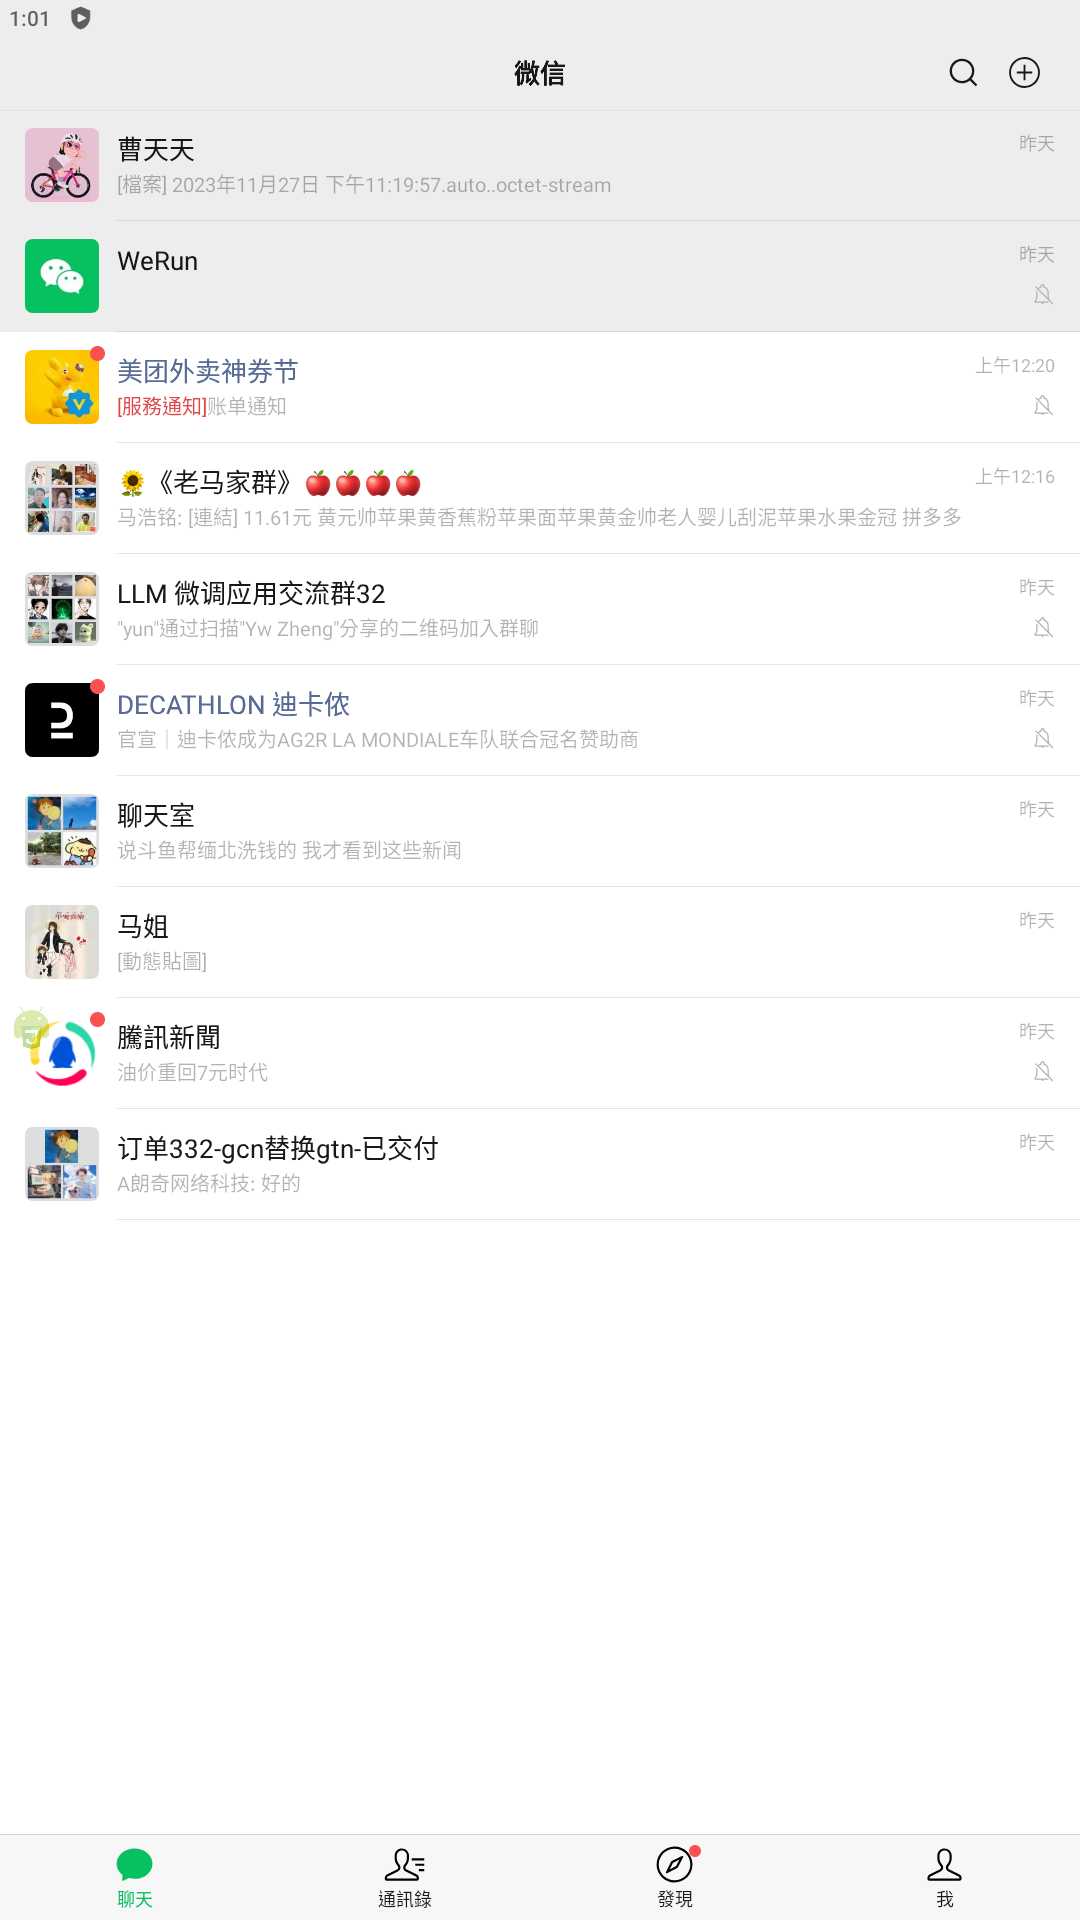 1:01
微信
曹天天
昨天
[檔案] 2023年11月27日 下午11:19:57.auto..octet-stream
WeRun
昨天
美团外卖神券节
上午12:20
[服務通知]账单通知
🌻《老马家群》🍎🍎🍎🍎
上午12:16
马浩铭: [連結] 11.61元 黄元帅苹果黄香蕉粉苹果面苹果黄金帅老人婴儿刮泥苹果水果金冠 拼多多
LLM 微调应用交流群32
昨天
"yun"通过扫描"Yw Zheng"分享的二维码加入群聊
DECATHLON 迪卡侬
昨天
官宣｜迪卡侬成为AG2R LA MONDIALE车队联合冠名赞助商
聊天室
昨天
说斗鱼帮缅北洗钱的 我才看到这些新闻
马姐
昨天
[動態貼圖]
騰訊新聞
昨天
油价重回7元时代
订单332-gcn替换gtn-已交付
昨天
A朗奇网络科技: 好的
聊天
通訊錄
發現
我